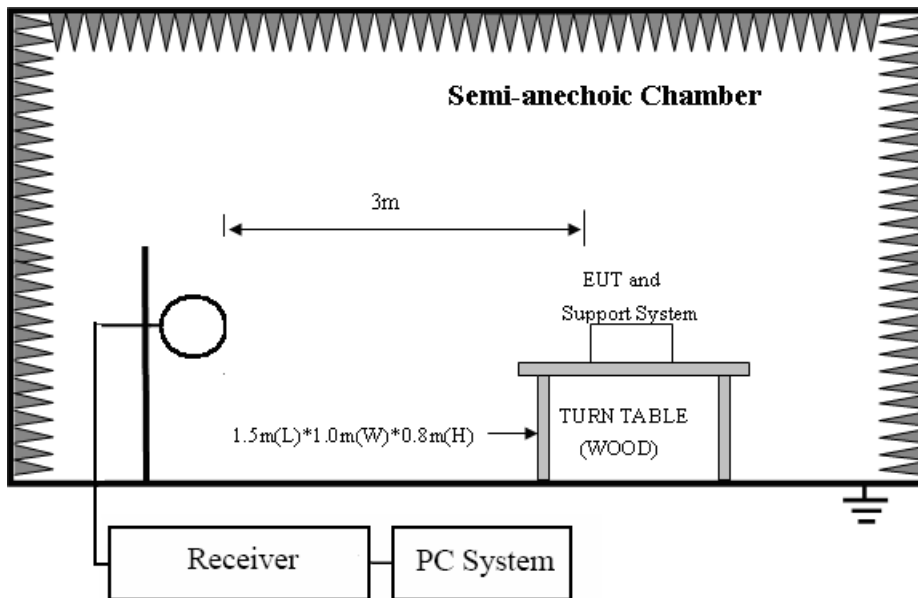 Semi-anechoic Chamber
3m
EUT and
Support System
1.5m(L)*1.0m(W)*0.8m(H)
TURN TABLE
(WOOD)
Receiver
PC System